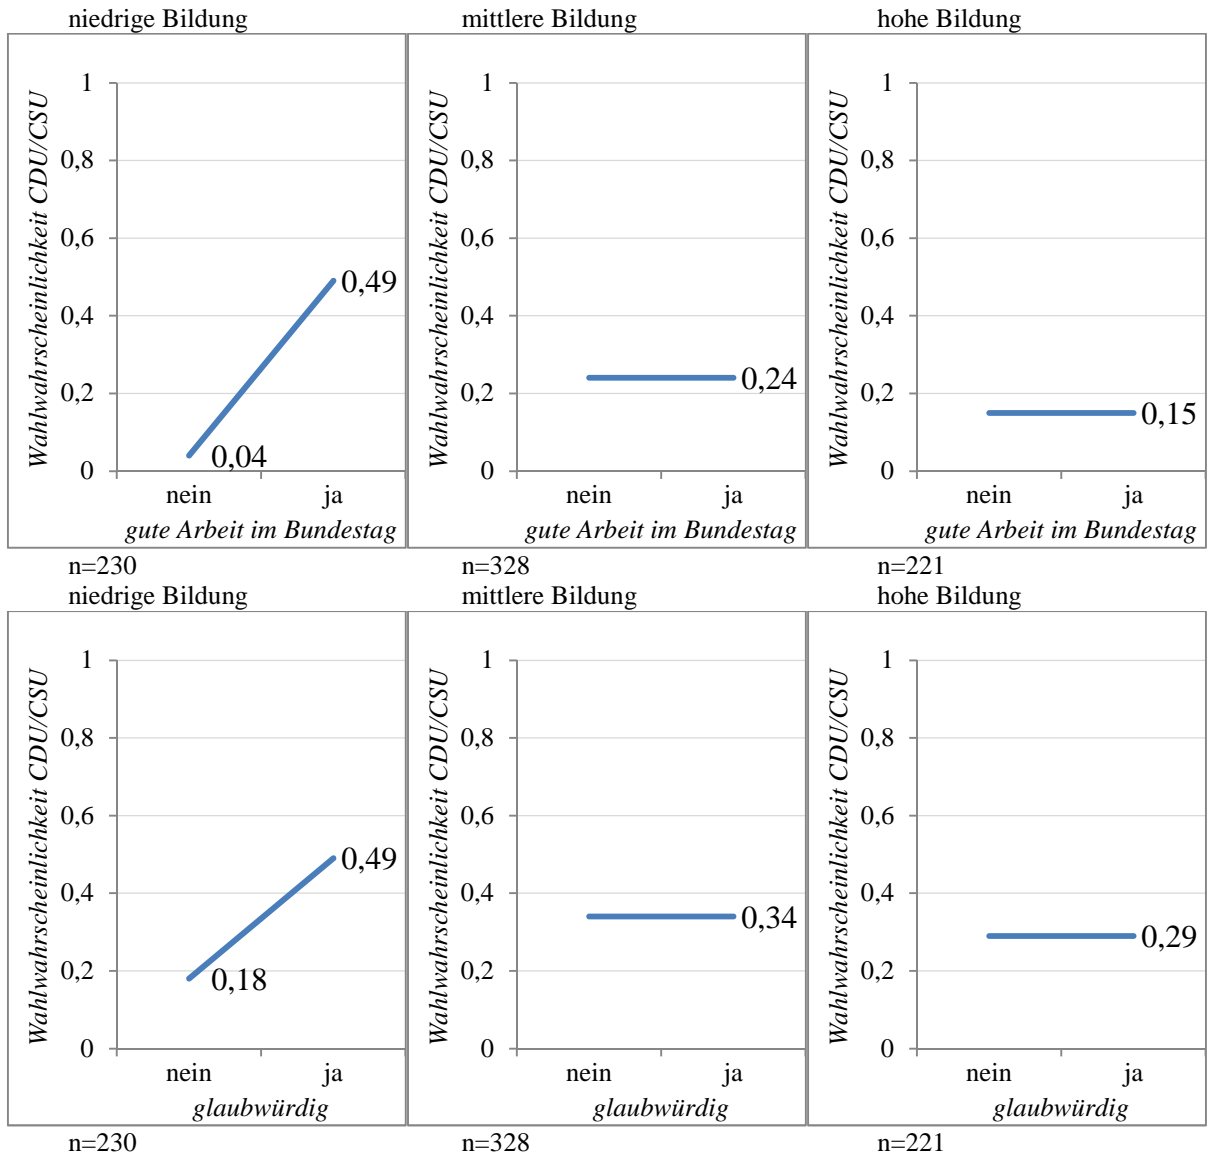 niedrige Bildung
mittlere Bildung
hohe Bildung
Wahlwahrscheinlichkeit CDU/CSU
1
0,8
0,6
0,4
0,2
0
0,49
0,04
nein ja
gute Arbeit im Bundestag
Wahlwahrscheinlichkeit CDU/CSU
1
0,8
0,6
0,4
0,2
0
0,24
nein ja
gute Arbeit im Bundestag
Wahlwahrscheinlichkeit CDU/CSU
1
0,8
0,6
0,4
0,2
0
0,15
nein ja
gute Arbeit im Bundestag
n=230
n=328
n=221
niedrige Bildung
mittlere Bildung
hohe Bildung
Wahlwahrscheinlichkeit CDU/CSU
1
0,8
0,6
0,4
0,2
0
0,49
0,18
nein ja
glaubwürdig
Wahlwahrscheinlichkeit CDU/CSU
1
0,8
0,6
0,4
0,2
0
0,34
nein ja
glaubwürdig
Wahlwahrscheinlichkeit CDU/CSU
1
0,8
0,6
0,4
0,2
0
0,29
nein ja
glaubwürdig
n=230
n=328
n=221